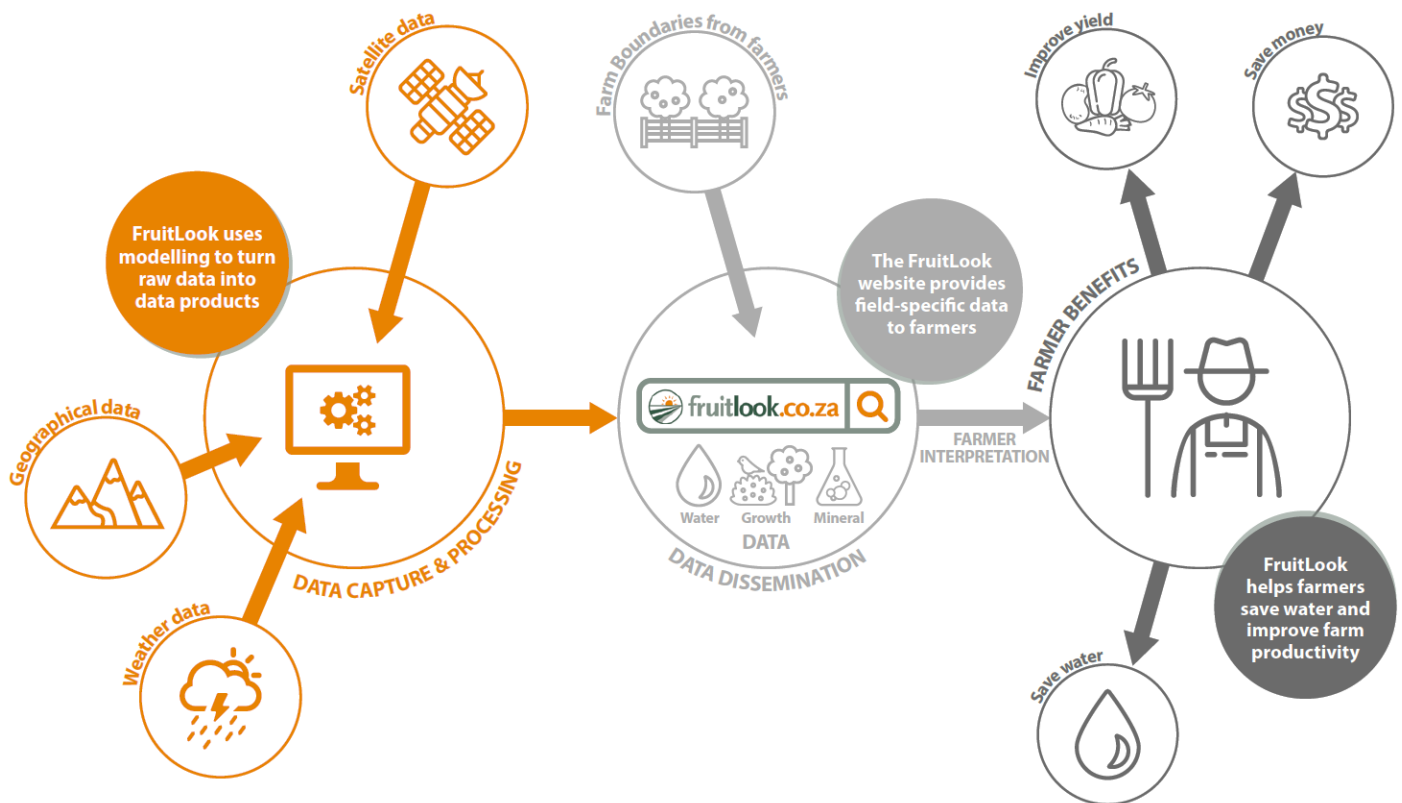 Satellite data
FruitLook uses
modelling to turn
raw data into
data products
Geographical data
Weather data
DATA CAPTURE & PROCESSING
Farm Boundaries from farmers
The FruitLook
website provides
field-specific data
to farmers
fruitlook.co.za
Water
Growth
Mineral
DATA
DATA DISSEMINATION
FARMER
INTERPRETATION
Improve yield
Save money
FARMER BENEFITS
FruitLook
helps farmers
save water and
improve farm
productivity
Save water